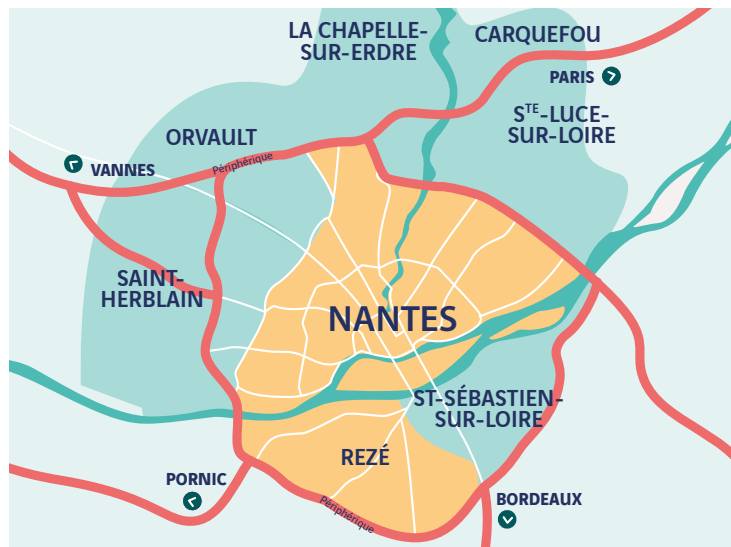 LA CHAPELLE-
SUR-ERDRE
CARQUEFOU
PARIS
STE-LUCE-
SUR-LOIRE
ORVAULT
Périphérique
VANNES
SAINT-
HERBLAIN
NANTES
ST-SÉBASTIEN-
SUR-LOIRE
REZÉ
PORNIC
BORDEAUX
Périphérique